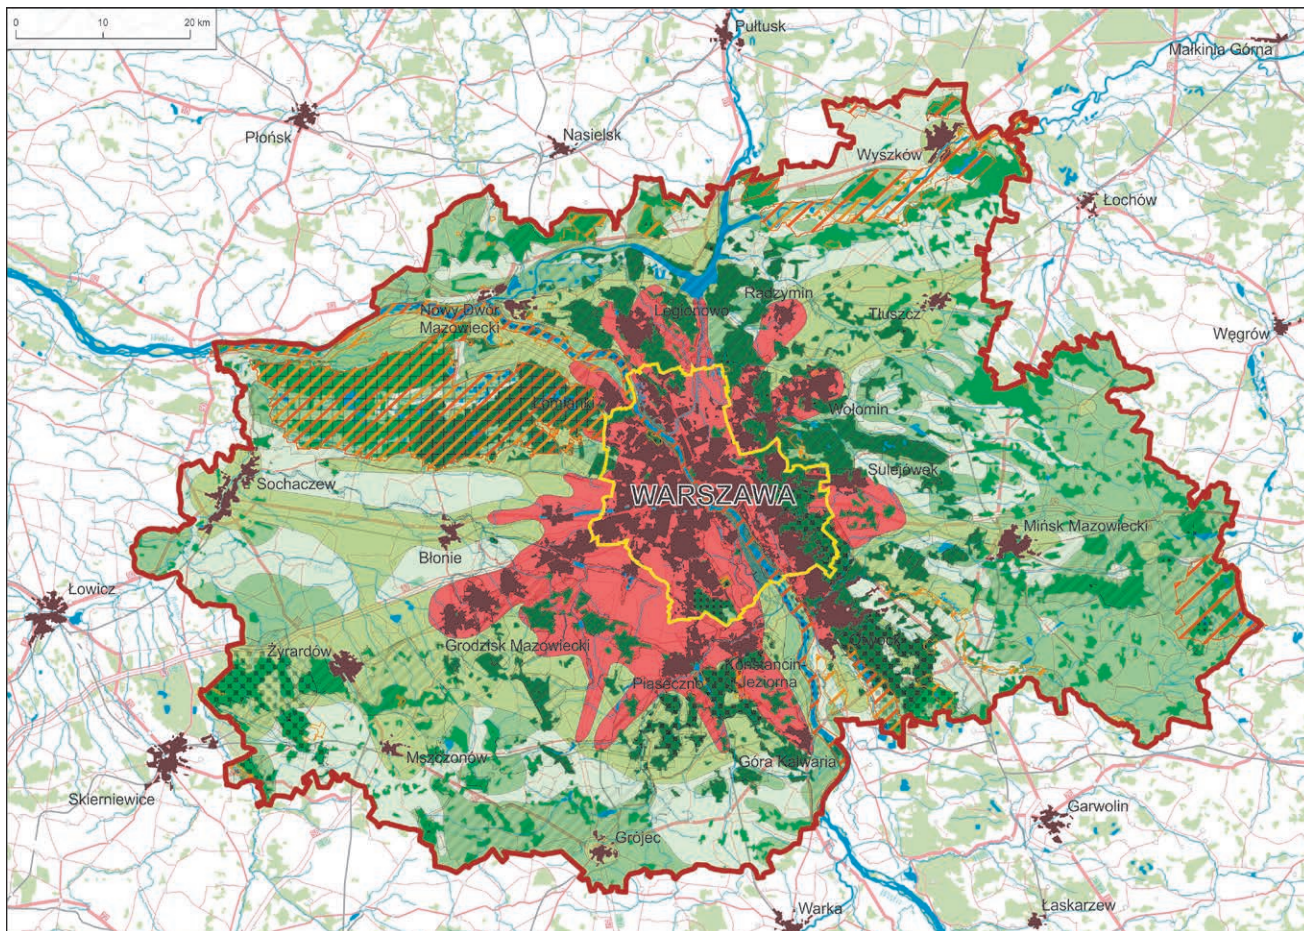 0 10 20 km
Pułtusk
Małkinia Górna
Płońsk
Nasielsk
Wyszków
Łochów
Radzymin
Nowy Dwór
Mazowiecki
Legionowo
Tłuszcz
Węgrów
Łomianki
Wołomin
Sulejówek
Sochaczew
WARSZAWA
Mińsk Mazowiecki
Błonie
Łowicz
Otwock
Grodzisk Mazowiecki
Żyrardów
Konstancin-
Jeziorna
Piaseczno
Mszczonów
Góra Kalwaria
Skierniewice
Garwolin
Grójec
Warka
Łaskarzew